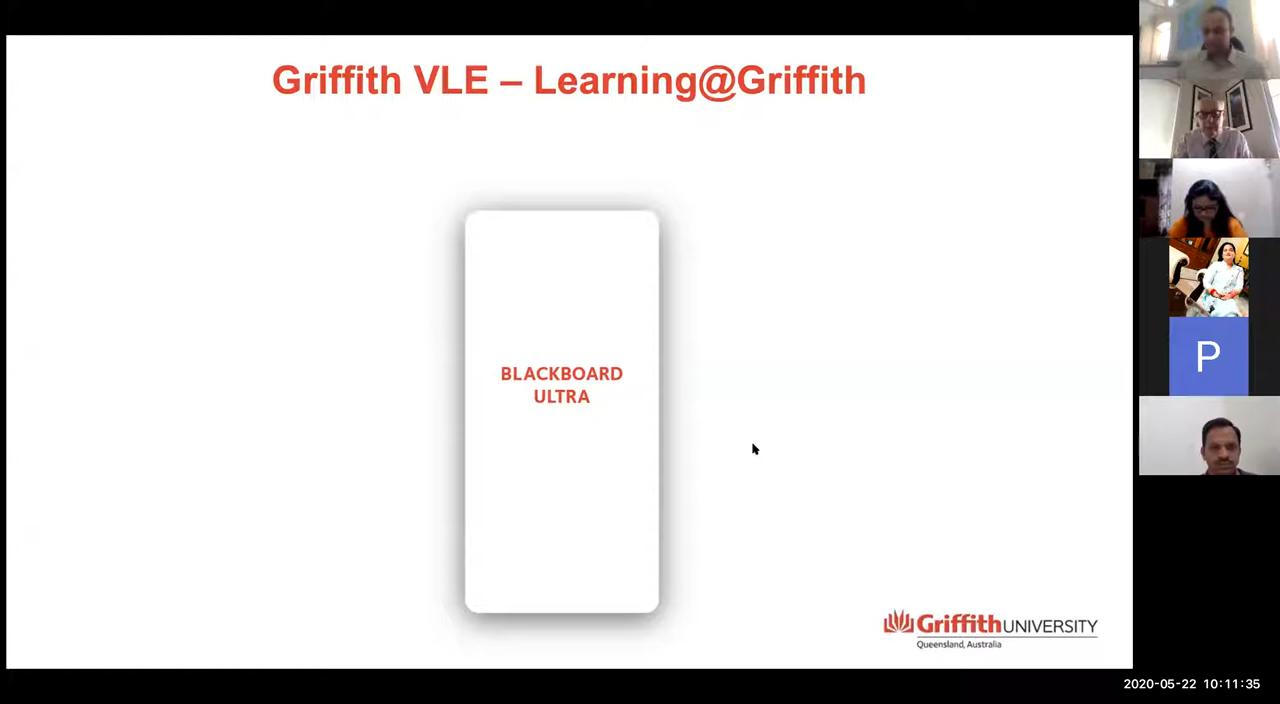 Griffith VLE – Learning@Griffith
BLACKBOARD
ULTRA
Griffith UNIVERSITY
Queensland, Australia
P
2020-05-22 10:11:35